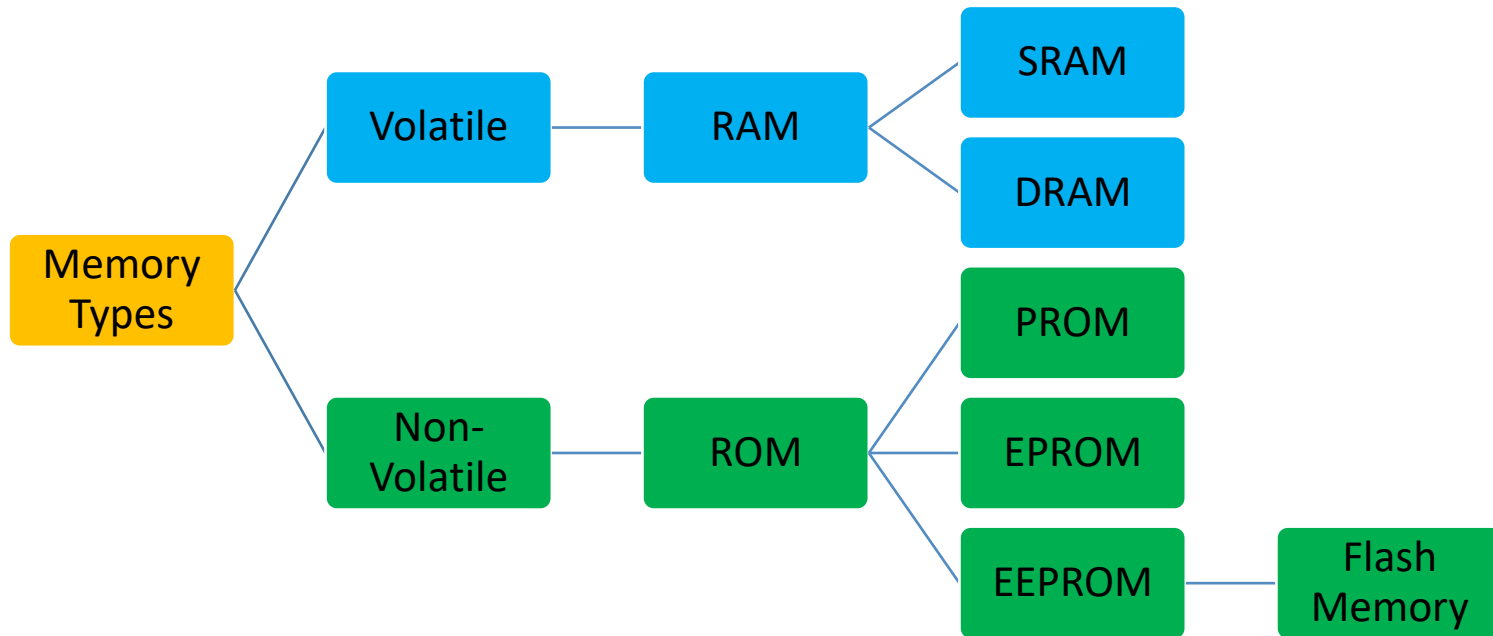 SRAM
Volatile
RAM
DRAM
Memory
Types
PROM
Non-
Volatile
ROM
EPROM
EEPROM
Flash
Memory